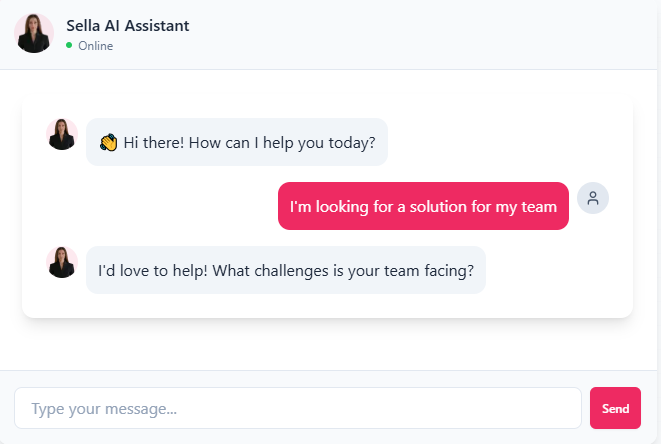 Sella AI Assistant
Online
👏 Hi there! How can I help you today?
I'm looking for a solution for my team
I'd love to help! What challenges is your team facing?
Type your message...
Send